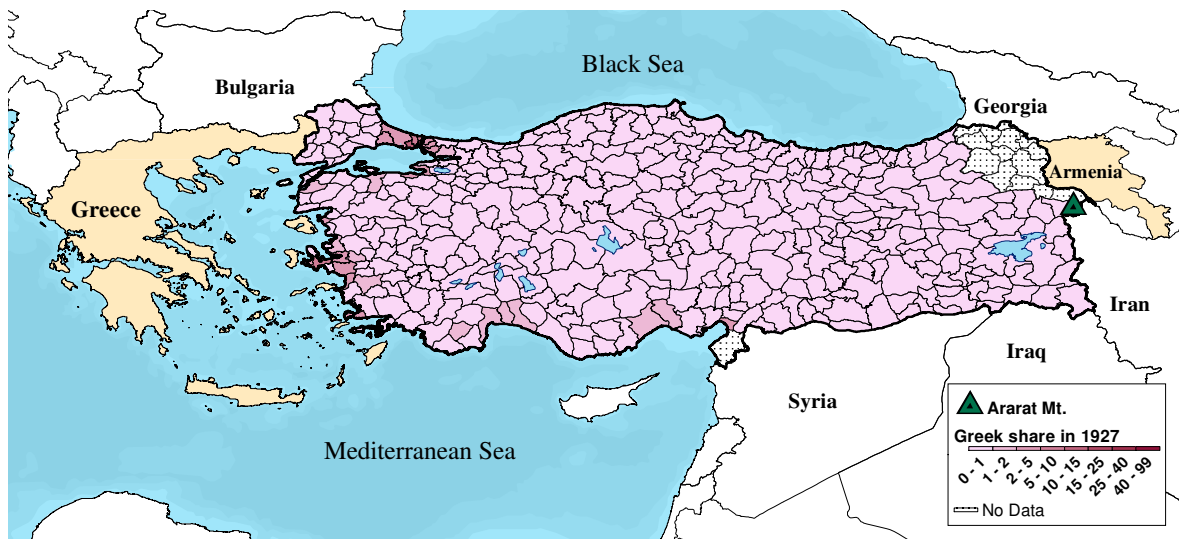 Black Sea
Bulgaria
Georgia
Armenia
Greece
Iran
Iraq
Syria
Mediterranean Sea
Ararat Mt.
Greek share in 1927
0 - 1
1 - 2
2 - 5
5 - 10
10 - 15
15 - 25
25 - 40
40 - 99
No Data